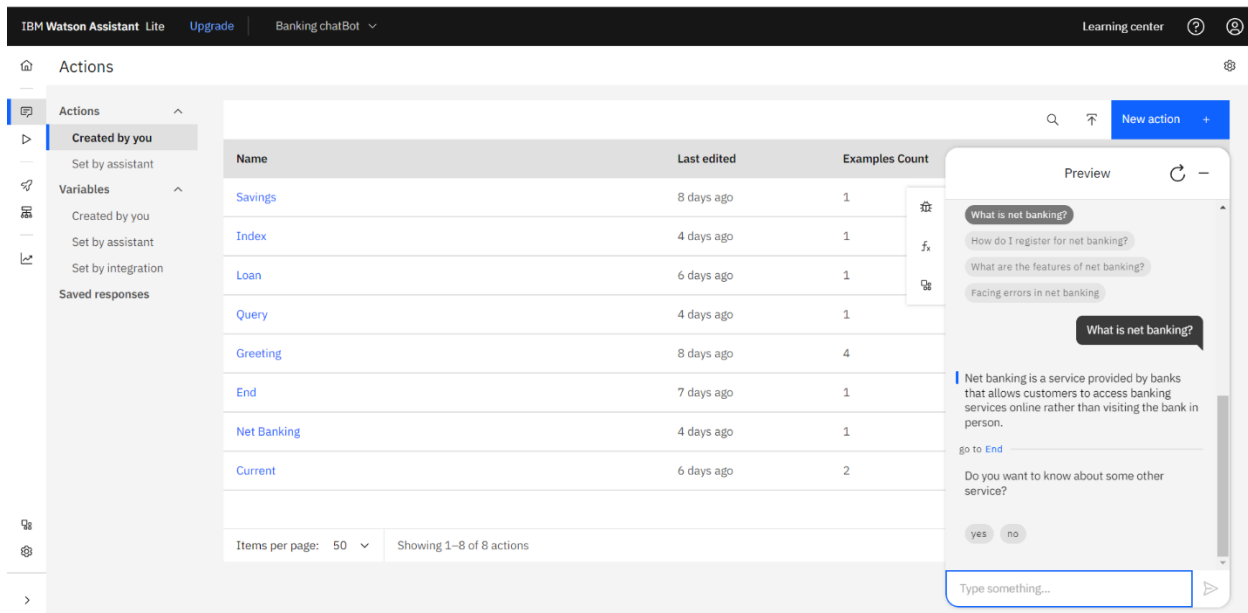 IBM Watson Assistant Lite Upgrade Banking chatBot Learning center
Actions
Actions
Created by you
Set by assistant
Variables
Created by you
Set by assistant
Set by integration
Saved responses
New action +
Name Last edited Examples Count
Savings 8 days ago 1
Index 4 days ago 1
Loan 6 days ago 1
Query 4 days ago 1
Greeting 8 days ago 4
End 7 days ago 1
Net Banking 4 days ago 1
Current 6 days ago 2
Items per page: 50 Showing 1–8 of 8 actions
fx
Preview
What is net banking?
How do I register for net banking?
What are the features of net banking?
Facing errors in net banking
What is net banking?
Net banking is a service provided by banks
that allows customers to access banking
services online rather than visiting the bank in
person.
go to End
Do you want to know about some other
service?
yes no
Type something...